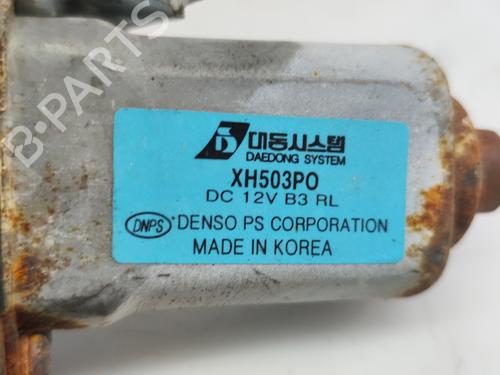 대동시스템
DAEDONG SYSTEM
XH503PO
DC 12V B3 RL
DNPS DENSO PS CORPORATION
MADE IN KOREA